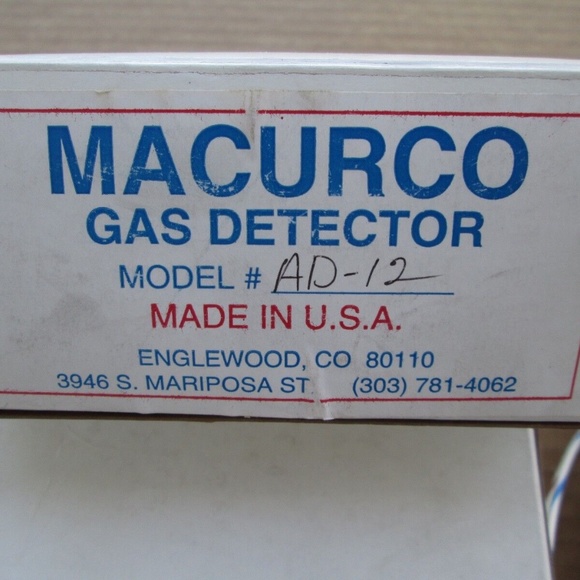 MACURCO
GAS DETECTOR
MODEL # AD-12
MADE IN U.S.A.
ENGLEWOOD, CO 80110
3946 S. MARIPOSA ST. (303) 781-4062